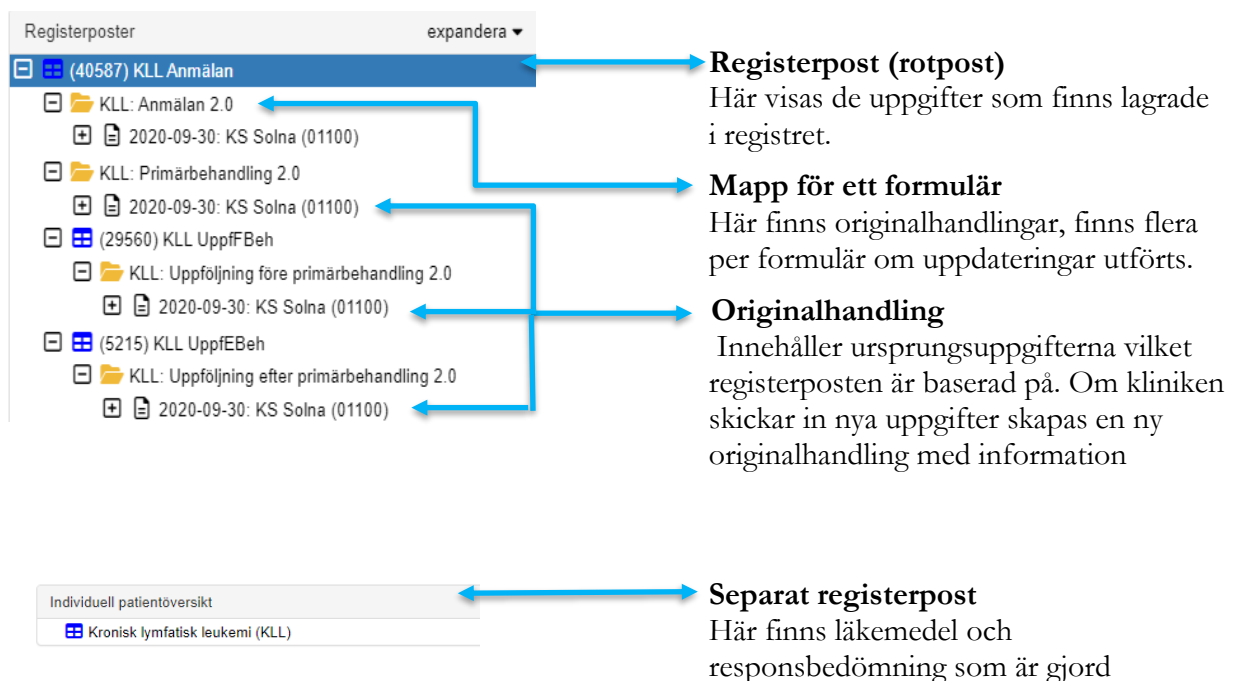 Registerposter expandera
(40587) KLL Anmälan
KLL: Anmälan 2.0
2020-09-30: KS Solna (01100)
KLL: Primärbehandling 2.0
2020-09-30: KS Solna (01100)
(29560) KLL UppfFBeh
KLL: Uppföljning före primärbehandling 2.0
2020-09-30: KS Solna (01100)
(5215) KLL UppfEBeh
KLL: Uppföljning efter primärbehandling 2.0
2020-09-30: KS Solna (01100)
Registerpost (rotpost)
Här visas de uppgifter som finns lagrade
i registret.
Mapp för ett formulär
Här finns originalhandlingar, finns flera
per formulär om uppdateringar utförts.
Originalhandling
Innehåller ursprungsuppgifterna vilket
registerposten är baserad på. Om kliniken
skickar in nya uppgifter skapas en ny
originalhandling med information
Individuell patientöversikt
Kronisk lymfatisk leukemi (KLL)
Separat registerpost
Här finns läkemedel och
responsbedömning som är gjord